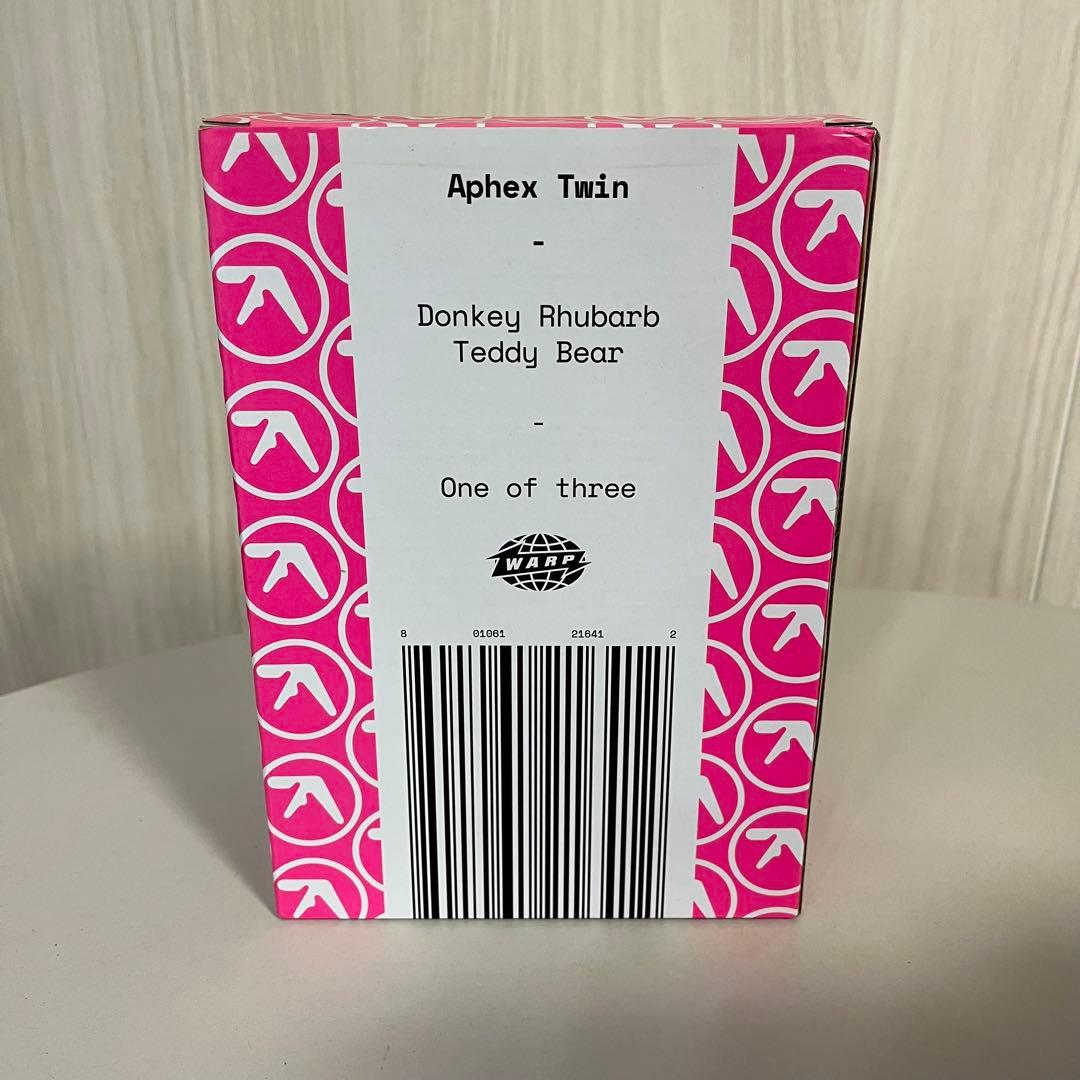 Aphex Twin
-
Donkey Rhubarb
Teddy Bear
-
One of three
WARP
8 01061 21641 2